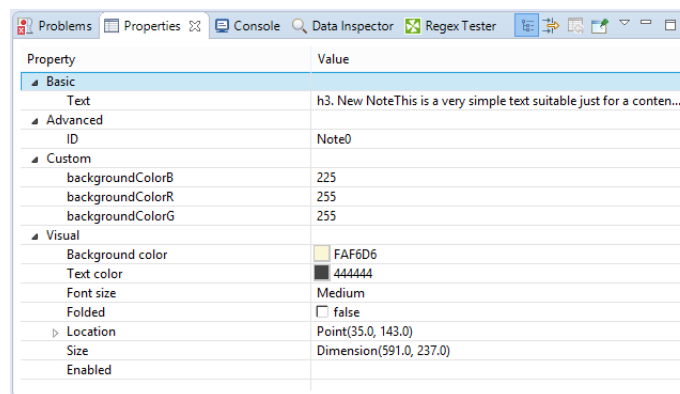 Problems Properties Console Data Inspector Regex Tester
Property Value
Basic
Text h3. New NoteThis is a very simple text suitable just for a conten...
Advanced
ID Note0
Custom
backgroundColorB 225
backgroundColorR 255
backgroundColorG 255
Visual
Background color FAF6D6
Text color 444444
Font size Medium
Folded false
Location Point(35.0, 143.0)
Size Dimension(591.0, 237.0)
Enabled